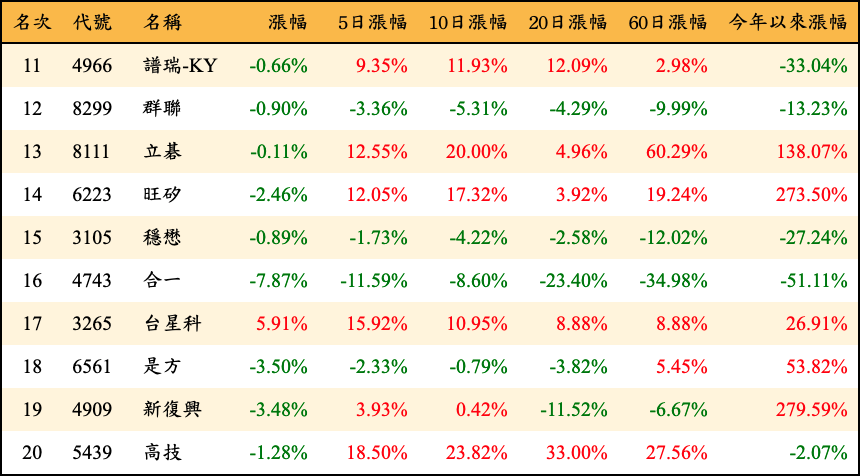 名次 代號 名稱 漲幅 5日漲幅 10日漲幅 20日漲幅 60日漲幅 今年以來漲幅
11 4966 譜瑞-KY -0.66% 9.35% 11.93% 12.09% 2.98% -33.04%
12 8299 群聯 -0.90% -3.36% -5.31% -4.29% -9.99% -13.23%
13 8111 立碁 -0.11% 12.55% 20.00% 4.96% 60.29% 138.07%
14 6223 旺矽 -2.46% 12.05% 17.32% 3.92% 19.24% 273.50%
15 3105 穩懋 -0.89% -1.73% -4.22% -2.58% -12.02% -27.24%
16 4743 合一 -7.87% -11.59% -8.60% -23.40% -34.98% -51.11%
17 3265 台星科 5.91% 15.92% 10.95% 8.88% 8.88% 26.91%
18 6561 是方 -3.50% -2.33% -0.79% -3.82% 5.45% 53.82%
19 4909 新復興 -3.48% 3.93% 0.42% -11.52% -6.67% 279.59%
20 5439 高技 -1.28% 18.50% 23.82% 33.00% 27.56% -2.07%